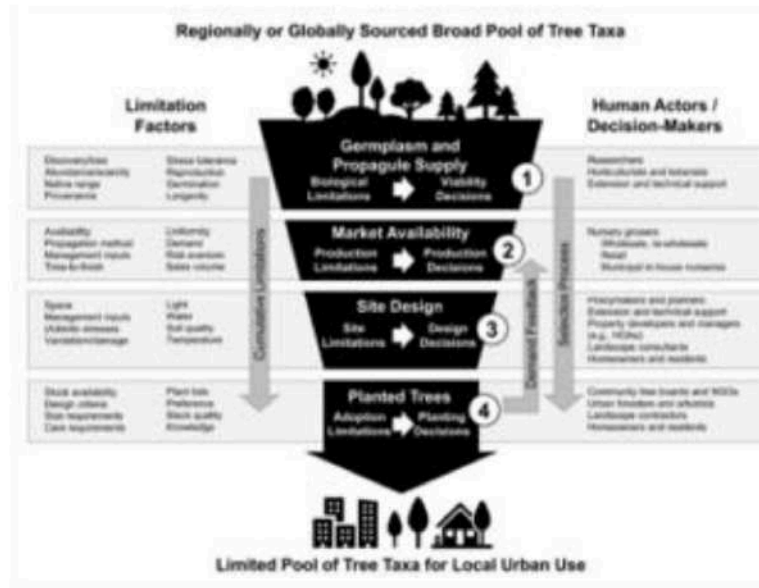 Regionally or Globally Sourced Broad Pool of Tree Taxa
Limitation
Factors
Human Actors /
Decision-Makers
Germplasm and
Propagule Supply
Biological
Limitations
Viability
Decisions
1
Discovery/loss
Abundance/scarcity
Native range
Provenance
Stress tolerance
Reproduction
Germination
Longevity
Researchers
Horticulturists and botanists
Extension and technical support
Market Availability
Production
Limitations
Production
Decisions
2
Availability
Propagation method
Management inputs
Time-to-finish
Uniformity
Demand
Risk aversion
Sales volume
Nursery growers
Wholesale, re-wholesale
Retail
Municipal in-house nurseries
Site Design
Site
Limitations
Design
Decisions
3
Space
Management inputs
Vandalism/damage
Light
Water
Soil quality
Temperature
Policymakers and planners
Extension and technical support
Property developers and managers
(e.g., HOAs)
Landscape consultants
Homeowners and residents
Planted Trees
Adoption
Limitations
Planting
Decisions
4
Stock availability
Design criteria
Size requirements
Care requirements
Plant lists
Preference
Stock quality
Knowledge
Community tree boards and NGOs
Urban foresters and arborists
Landscape contractors
Homeowners and residents
Cumulative Limitations
Demand Feedback
Selection Process
Limited Pool of Tree Taxa for Local Urban Use